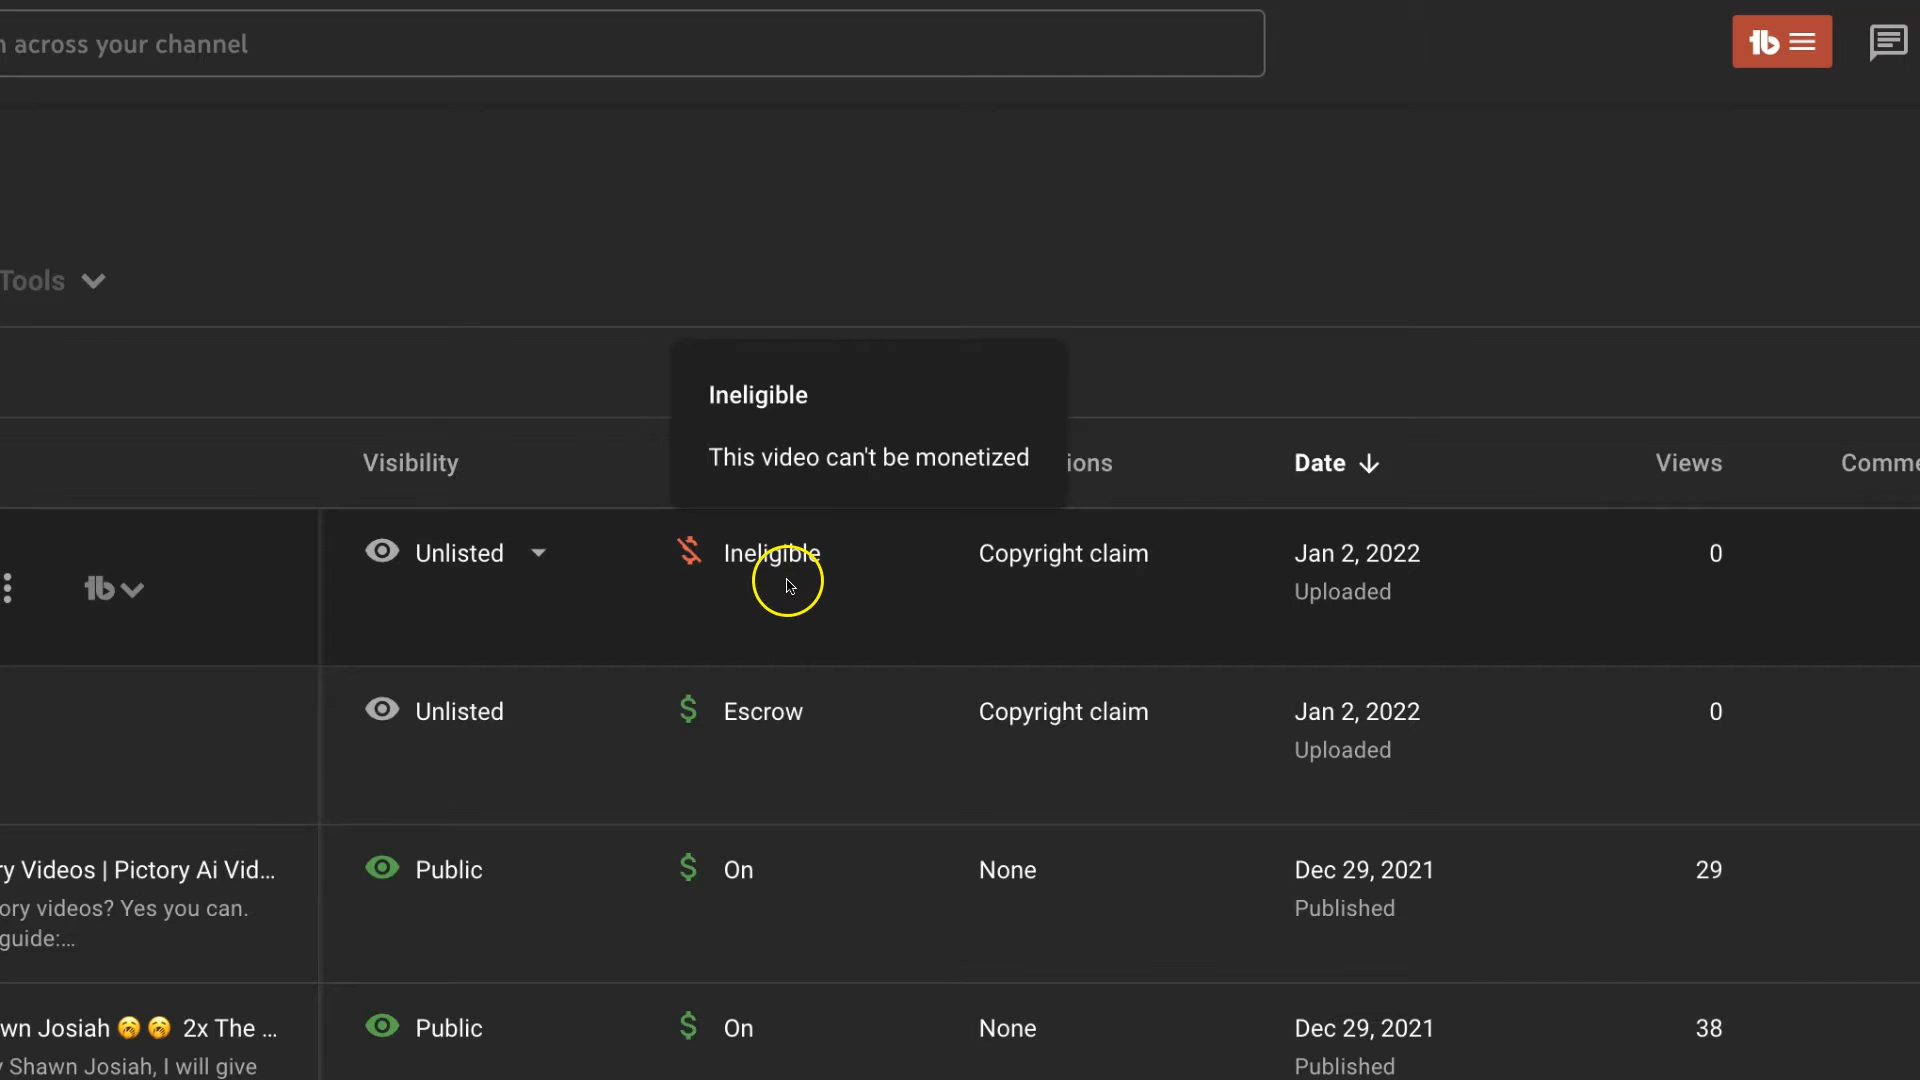 across your channel
Tools
Ineligible
This video can't be monetized
Visibility
ions
Date
Views
Comme
Unlisted
Ineligible
Copyright claim
Jan 2, 2022
0
Uploaded
Unlisted
Escrow
Copyright claim
Jan 2, 2022
0
Uploaded
ry Videos | Pictory Ai Vid...
Public
On
None
Dec 29, 2021
29
ory videos? Yes you can.
Published
guide:...
wn Josiah 🥱🥱 2x The ...
Public
On
None
Dec 29, 2021
38
y Shawn Josiah, I will give
Published